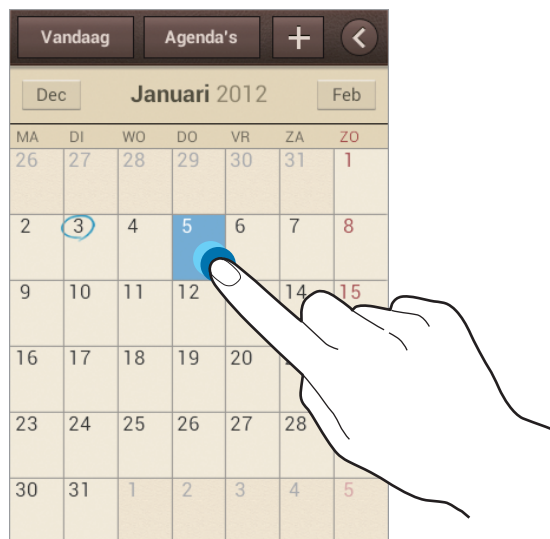 Vandaag Agenda's + <
Dec Januari 2012 Feb
MA DI WO DO VR ZA ZO
26 27 28 29 30 31 1
2 3 4 5 6 7 8
9 10 11 12 14 15
16 17 18 19 20
23 24 25 26 27 28
30 31 1 2 3 4 5